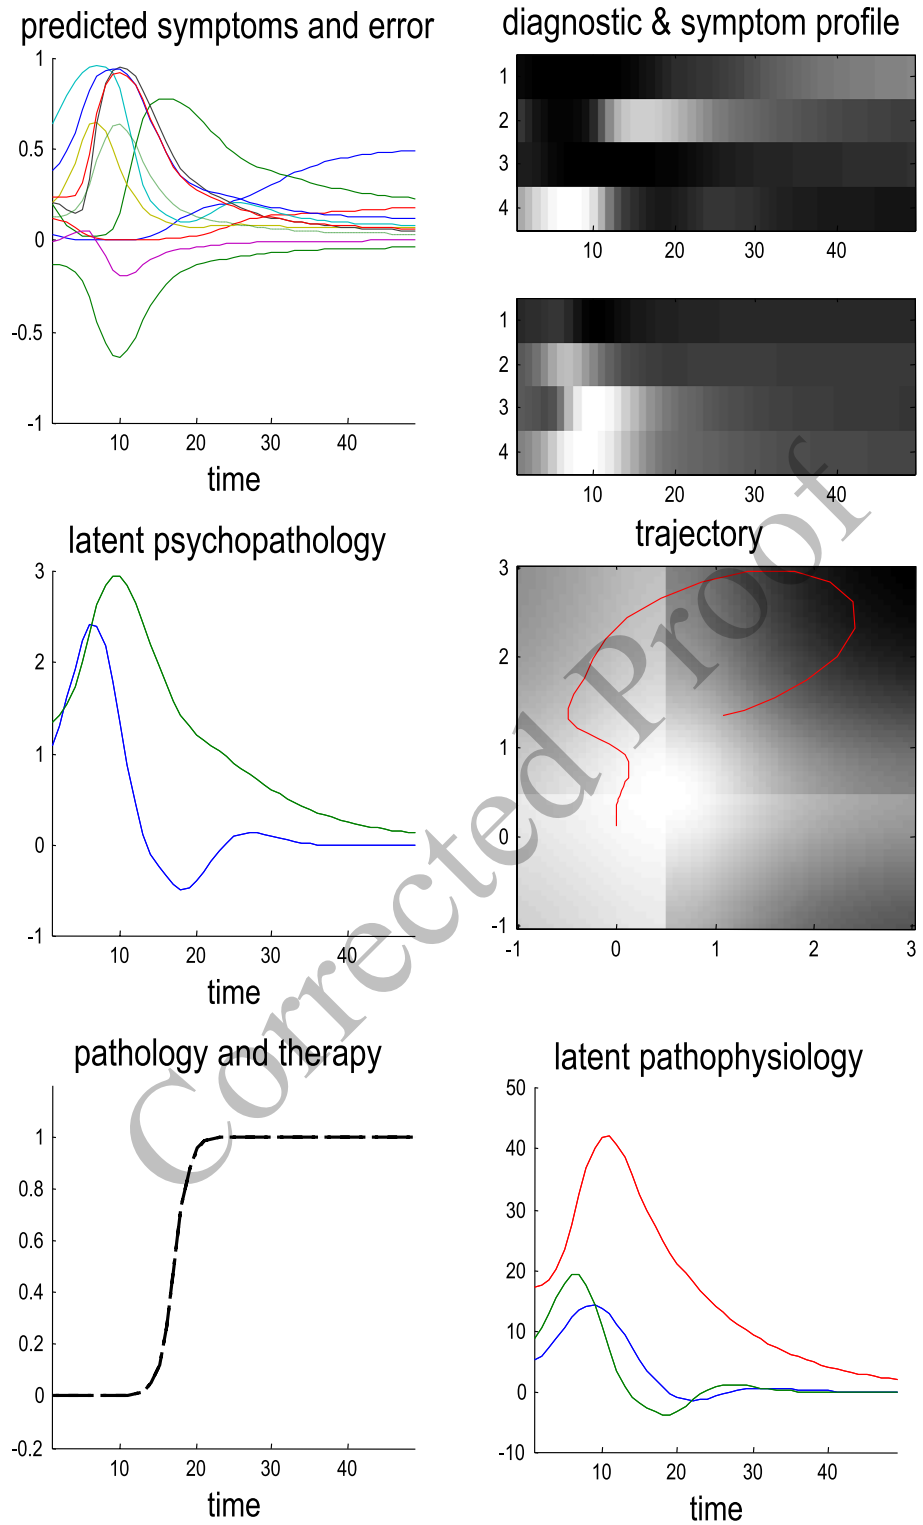 predicted symptoms and error
1
0.5
0
-0.5
-1
10 20 30 40
time
diagnostic & symptom profile
1
2
3
4
10 20 30 40
1
2
3
4
10 20 30 40
latent psychopathology
3
2
1
0
-1
10 20 30 40
time
trajectory
3
2
1
0
-1
-1 0 1 2 3
pathology and therapy
1
0.8
0.6
0.4
0.2
0
-0.2
10 20 30 40
time
latent pathophysiology
50
40
30
20
10
0
-10
10 20 30 40
time
Corrected Proof